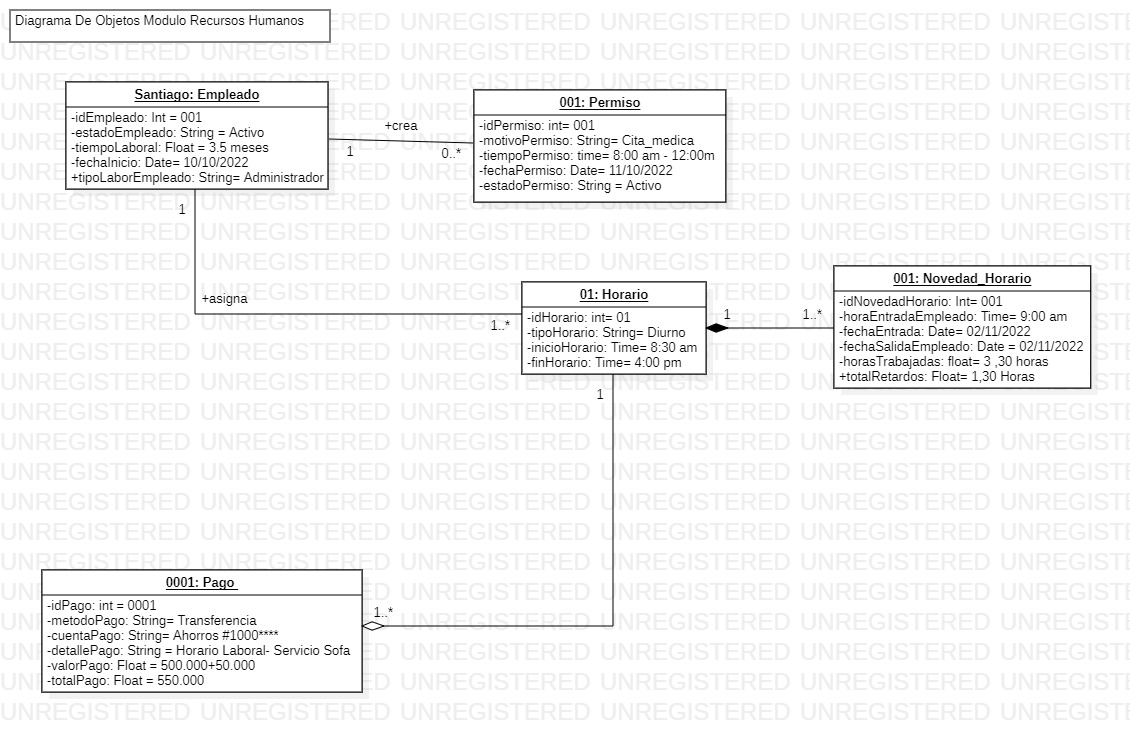 Diagrama De Objetos Modulo Recursos Humanos
Santiago: Empleado
-idEmpleado: Int = 001
-estadoEmpleado: String = Activo
-tiempoLaboral: Float = 3.5 meses
-fechaInicio: Date= 10/10/2022
+tipoLaborEmpleado: String= Administrador
+crea
1
0..*
001: Permiso
-idPermiso: int= 001
-motivoPermiso: String= Cita_medica
-tiempoPermiso: time= 8:00 am - 12:00m
-fechaPermiso: Date= 11/10/2022
-estadoPermiso: String = Activo
1
+asigna
1..*
01: Horario
-idHorario: int= 01
-tipoHorario: String= Diurno
-inicioHorario: Time= 8:30 am
-finHorario: Time= 4:00 pm
1
1..*
001: Novedad_Horario
-idNovedadHorario: Int= 001
-horaEntradaEmpleado: Time= 9:00 am
-fechaEntrada: Date= 02/11/2022
-fechaSalidaEmpleado: Date = 02/11/2022
-horasTrabajadas: float= 3 ,30 horas
+totalRetardos: Float= 1,30 Horas
1
1..*
0001: Pago
-idPago: int = 0001
-metodoPago: String= Transferencia
-cuentaPago: String= Ahorros #1000****
-detallePago: String = Horario Laboral- Servicio Sofa
-valorPago: Float = 500.000+50.000
-totalPago: Float = 550.000
UNREGISTERED